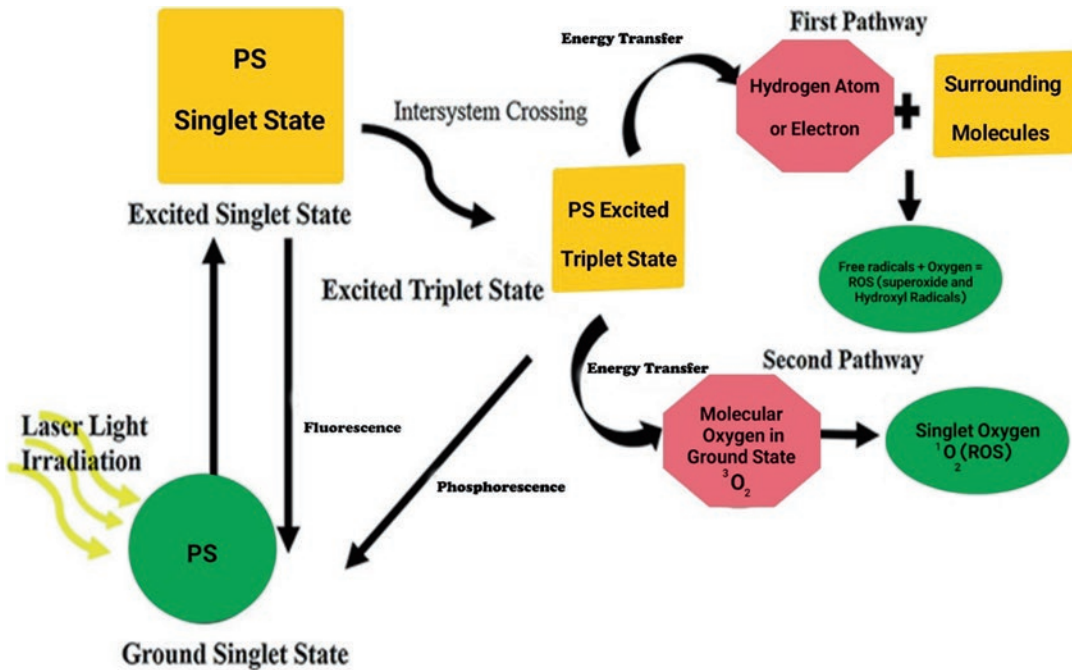 PS
Singlet State
Excited Singlet State
Intersystem Crossing
PS Excited
Triplet State
Excited Triplet State
Energy Transfer
First Pathway
Hydrogen Atom
or Electron
+
Surrounding
Molecules
Free radicals + Oxygen =
ROS (superoxide and
Hydroxyl Radicals)
Second Pathway
Energy Transfer
Molecular
Oxygen in
Ground State
³O₂
Singlet Oxygen
¹O₂ (ROS)
Fluorescence
Phosphorescence
Laser Light
Irradiation
PS
Ground Singlet State